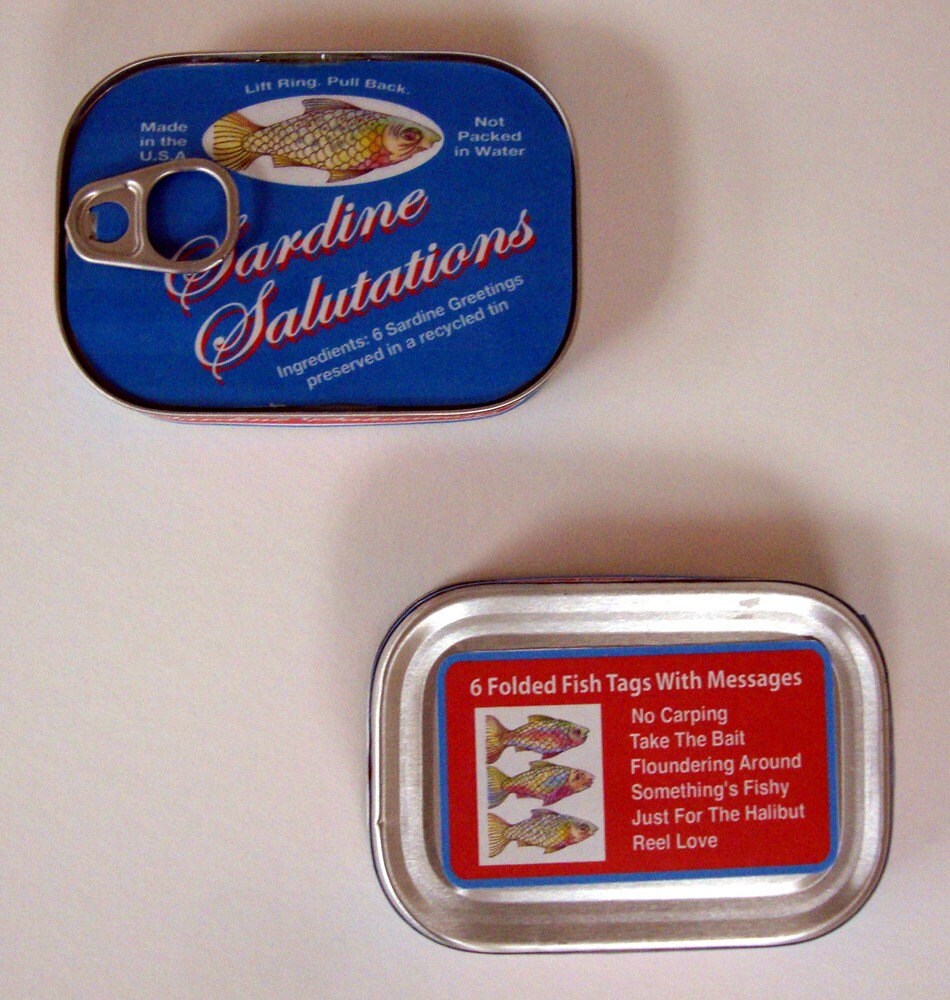 Lift Ring. Pull Back.
Made
in the
U.S.A.
Not
Packed
in Water
Sardine
Salutations
Ingredients: 6 Sardine Greetings
preserved in a recycled tin
6 Folded Fish Tags With Messages
No Carping
Take The Bait
Floundering Around
Something's Fishy
Just For The Halibut
Reel Love